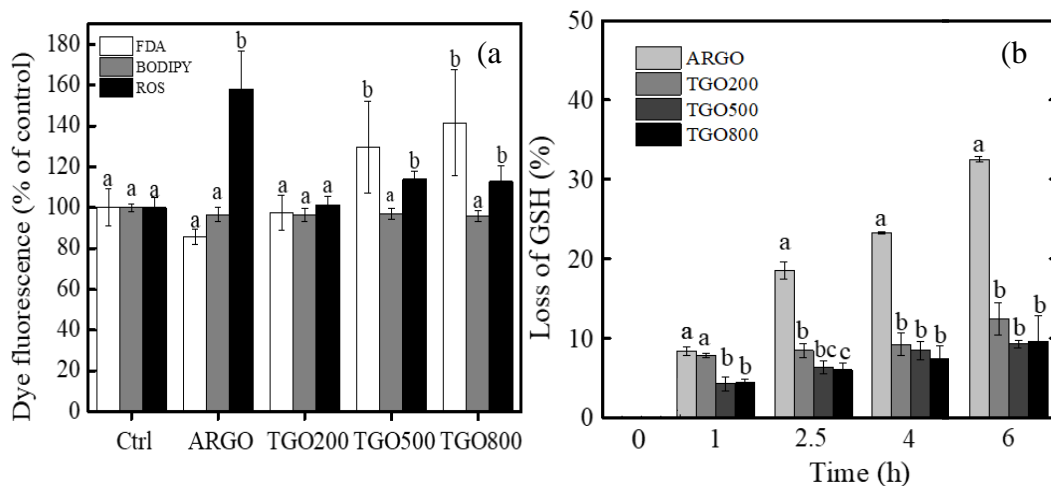 Dye fluorescence (% of control)
180
160
140
120
100
80
60
40
20
0
FDA
BODIPY
ROS
(a
a a a
a a b
a a a
b a b
b a b
Ctrl ARGO TGO200 TGO500 TGO800
Loss of GSH (%)
50
40
30
20
10
0
ARGO
TGO200
TGO500
TGO800
(b)
a a b b
a b bc c
a b b b
a b b b
0 1 2.5 4 6
Time (h)